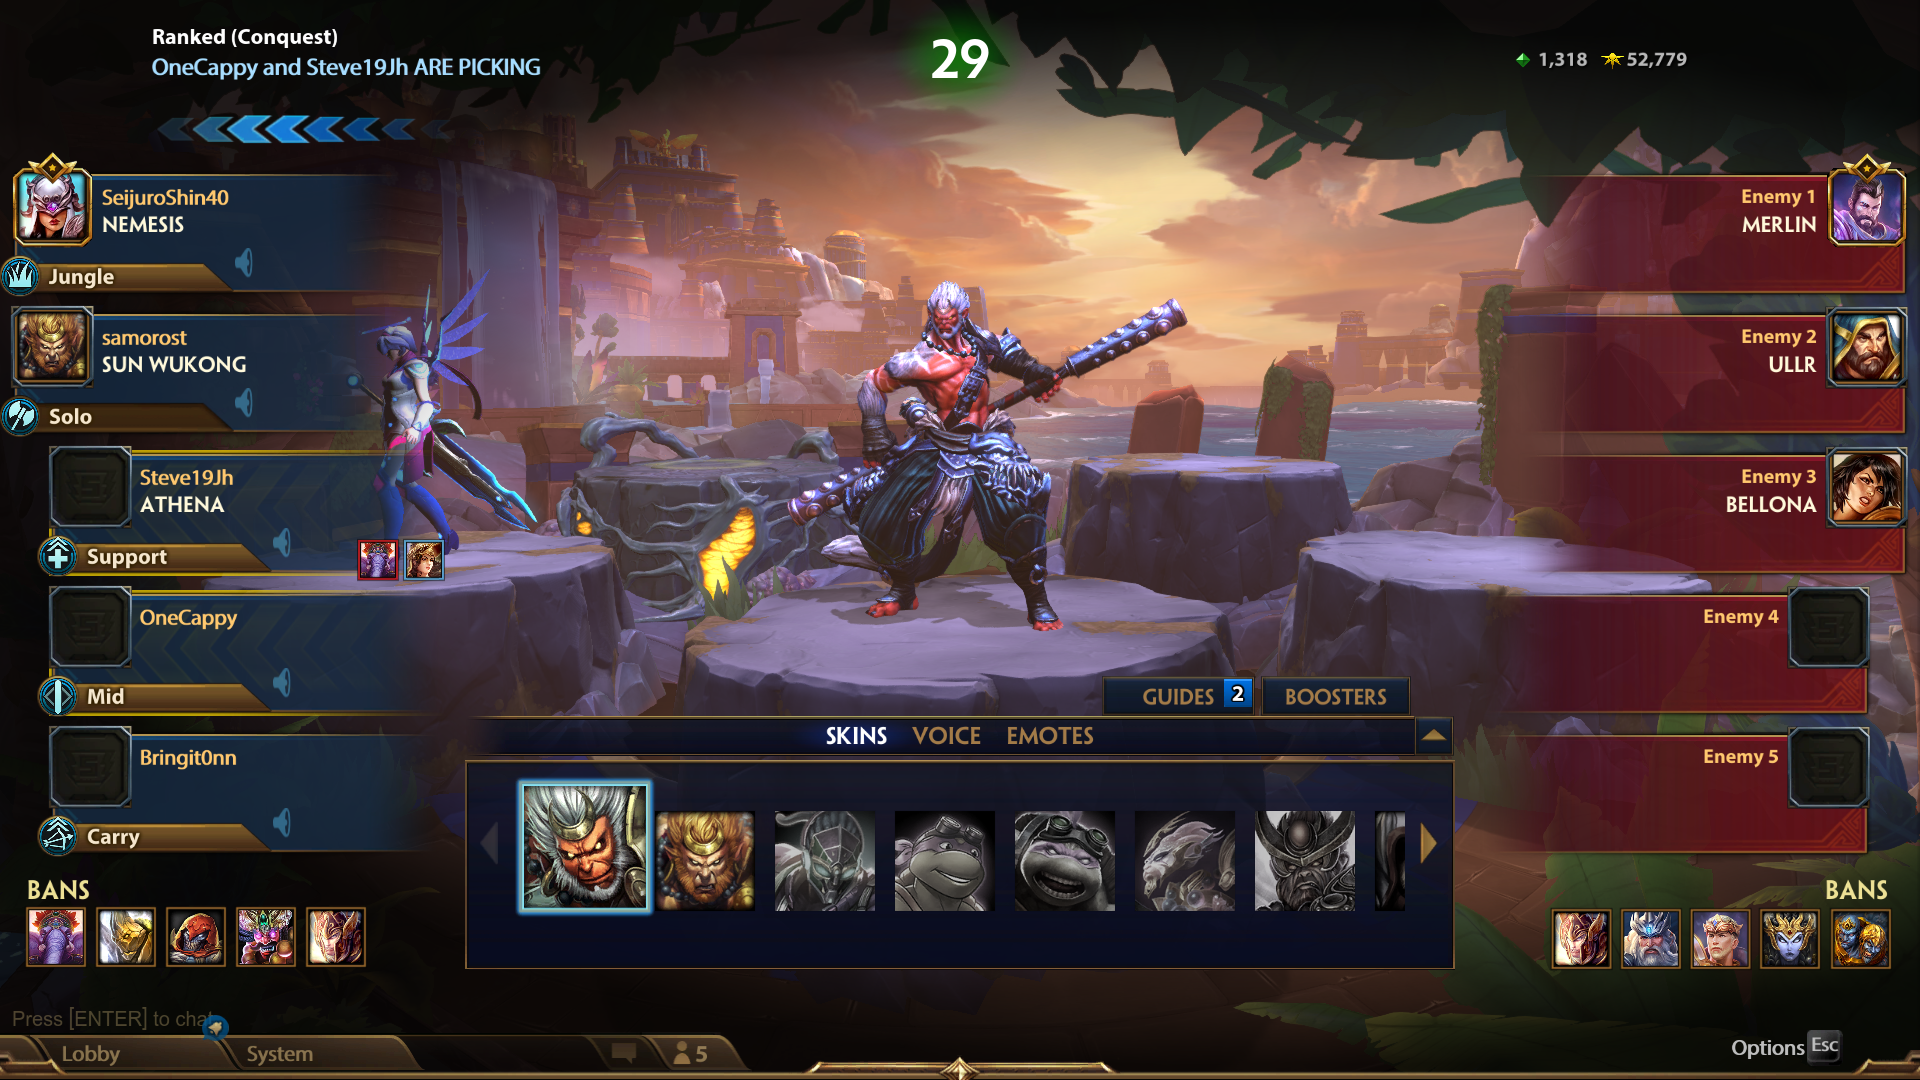 Ranked (Conquest)
OneCappy and Steve19Jh ARE PICKING
29
1,318 52,779
SeijuroShin40
NEMESIS
Jungle
samorost
SUN WUKONG
Solo
Steve19Jh
ATHENA
Support
OneCappy
Mid
Bringit0nn
Carry
BANS
Enemy 1
MERLIN
Enemy 2
ULLR
Enemy 3
BELLONA
Enemy 4
Enemy 5
BANS
GUIDES 2 BOOSTERS
SKINS VOICE EMOTES
Press [ENTER] to chat
Lobby System 5
Options Esc